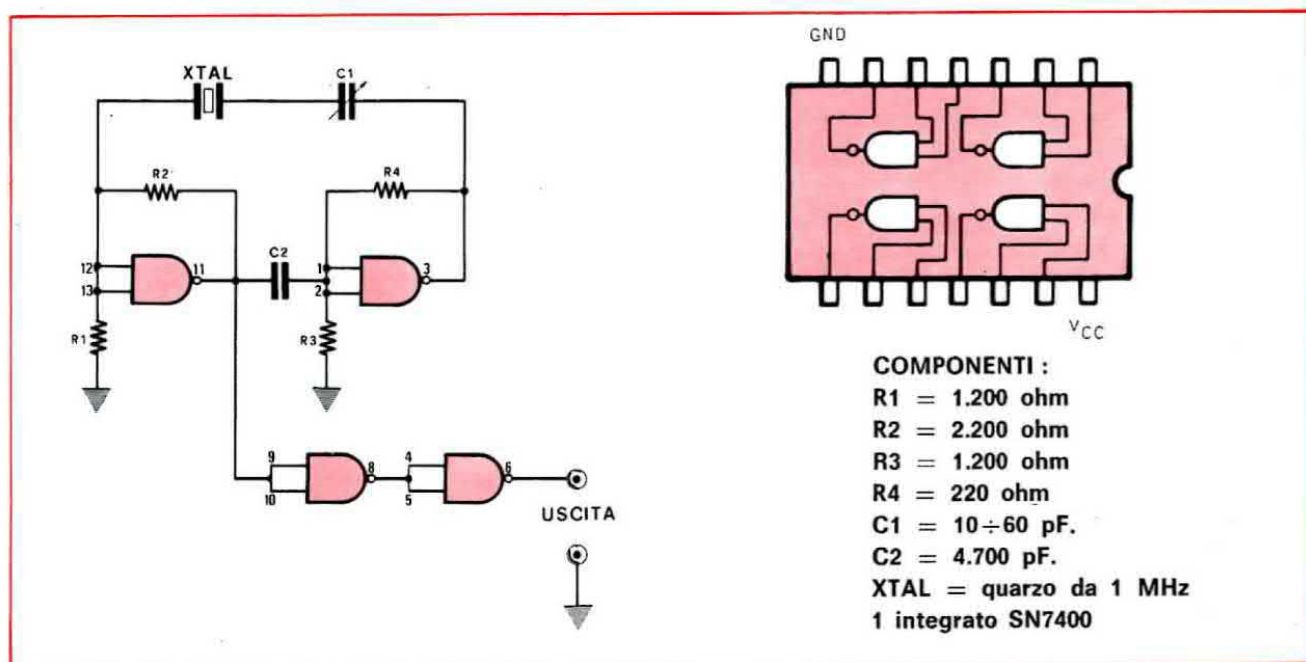 XTAL
C1
R2
R4
C2
12
13
11
1
2
3
R1
R3
9
10
8
4
5
6
USCITA
GND
VCC
COMPONENTI :
R1 = 1.200 ohm
R2 = 2.200 ohm
R3 = 1.200 ohm
R4 = 220 ohm
C1 = 10÷60 pF.
C2 = 4.700 pF.
XTAL = quarzo da 1 MHz
1 integrato SN7400